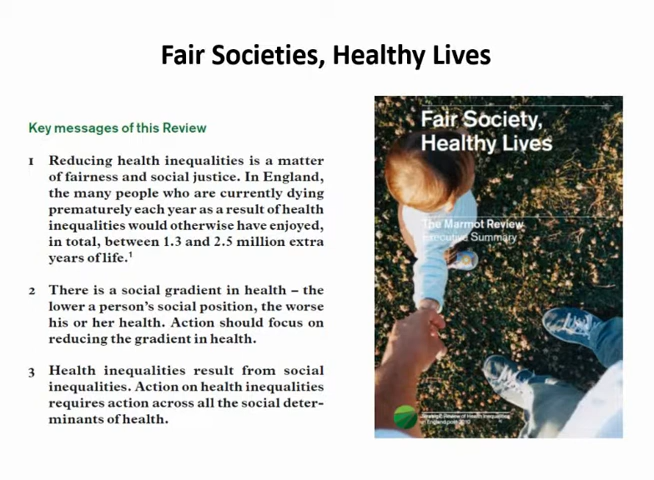 Fair Societies, Healthy Lives
Key messages of this Review
1 Reducing health inequalities is a matter
of fairness and social justice. In England,
the many people who are currently dying
prematurely each year as a result of health
inequalities would otherwise have enjoyed,
in total, between 1.3 and 2.5 million extra
years of life.¹
2 There is a social gradient in health – the
lower a person's social position, the worse
his or her health. Action should focus on
reducing the gradient in health.
3 Health inequalities result from social
inequalities. Action on health inequalities
requires action across all the social deter-
minants of health.
Fair Society,
Healthy Lives
The Marmot Review
Executive Summary
Review of Health Inequalities